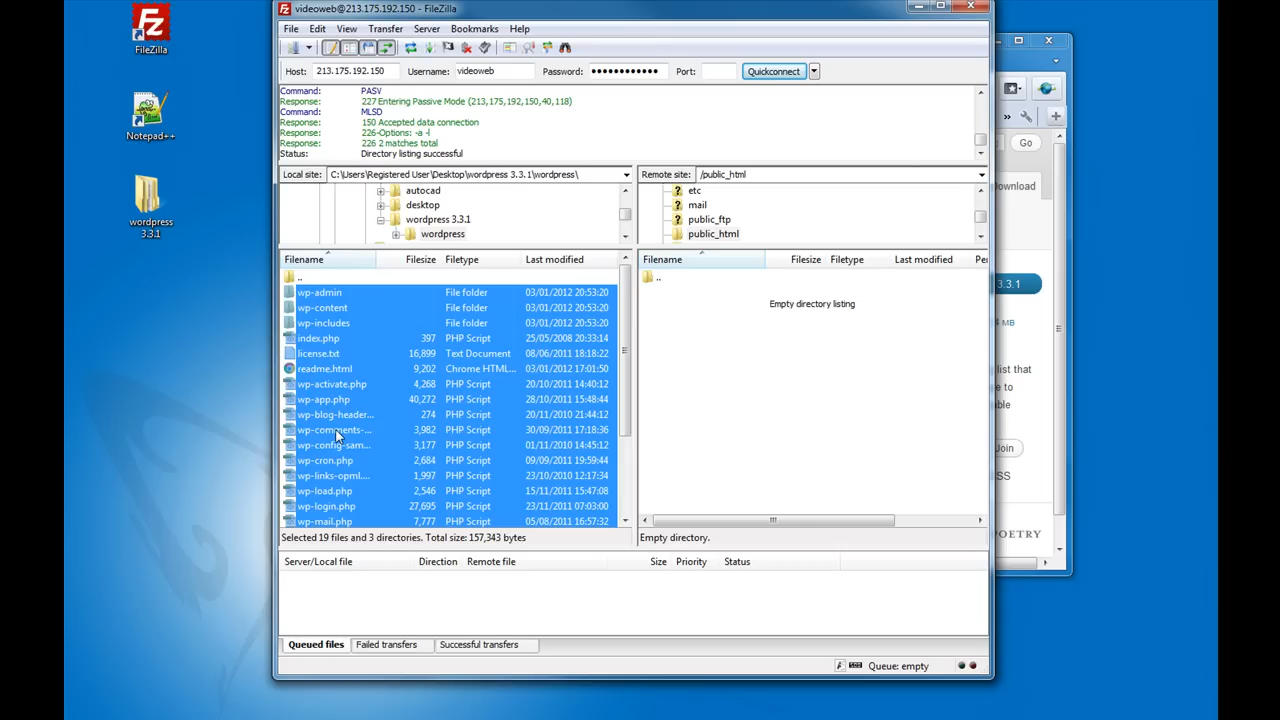 FileZilla
Notepad++
wordpress
3.3.1
videoweb@213.175.192.150 - FileZilla
File Edit View Transfer Server Bookmarks Help
Host: 213.175.192.150 Username: videoweb Password: •••••••••••• Port: Quickconnect
Command: PASV
Response: 227 Entering Passive Mode (213,175,192,150,40,118)
Command: MLSD
Response: 150 Accepted data connection
Response: 226-Options: -a -l
Response: 226 2 matches total
Status: Directory listing successful
Local site: C:\Users\Registered User\Desktop\wordpress 3.3.1\wordpress\
autocad
desktop
wordpress 3.3.1
wordpress
Remote site: /public_html
etc
mail
public_ftp
public_html
Filename Filesize Filetype Last modified
..
wp-admin File folder 03/01/2012 20:53:20
wp-content File folder 03/01/2012 20:53:20
wp-includes File folder 03/01/2012 20:53:20
index.php 397 PHP Script 25/05/2008 20:33:14
license.txt 16,899 Text Document 08/06/2011 18:18:22
readme.html 9,202 Chrome HTML... 03/01/2012 17:01:50
wp-activate.php 4,268 PHP Script 20/10/2011 14:40:12
wp-app.php 40,272 PHP Script 28/10/2011 15:48:44
wp-blog-header... 274 PHP Script 20/11/2010 21:44:12
wp-comments-... 3,982 PHP Script 30/09/2011 17:18:36
wp-config-sam... 3,177 PHP Script 01/11/2010 14:45:12
wp-cron.php 2,684 PHP Script 09/09/2011 19:59:44
wp-links-opml.... 1,997 PHP Script 23/10/2010 12:17:34
wp-load.php 2,546 PHP Script 15/11/2011 15:47:08
wp-login.php 27,695 PHP Script 23/11/2011 07:03:00
wp-mail.php 7,777 PHP Script 05/08/2011 16:57:32
Selected 19 files and 3 directories. Total size: 157,343 bytes
Filename Filesize Filetype Last modified Per
..
Empty directory listing
Empty directory.
Server/Local file Direction Remote file Size Priority Status
Queued files Failed transfers Successful transfers
Queue: empty
»
Go
ownload
3.3.1
MB
list that
e to
able
Join
SS
POETRY